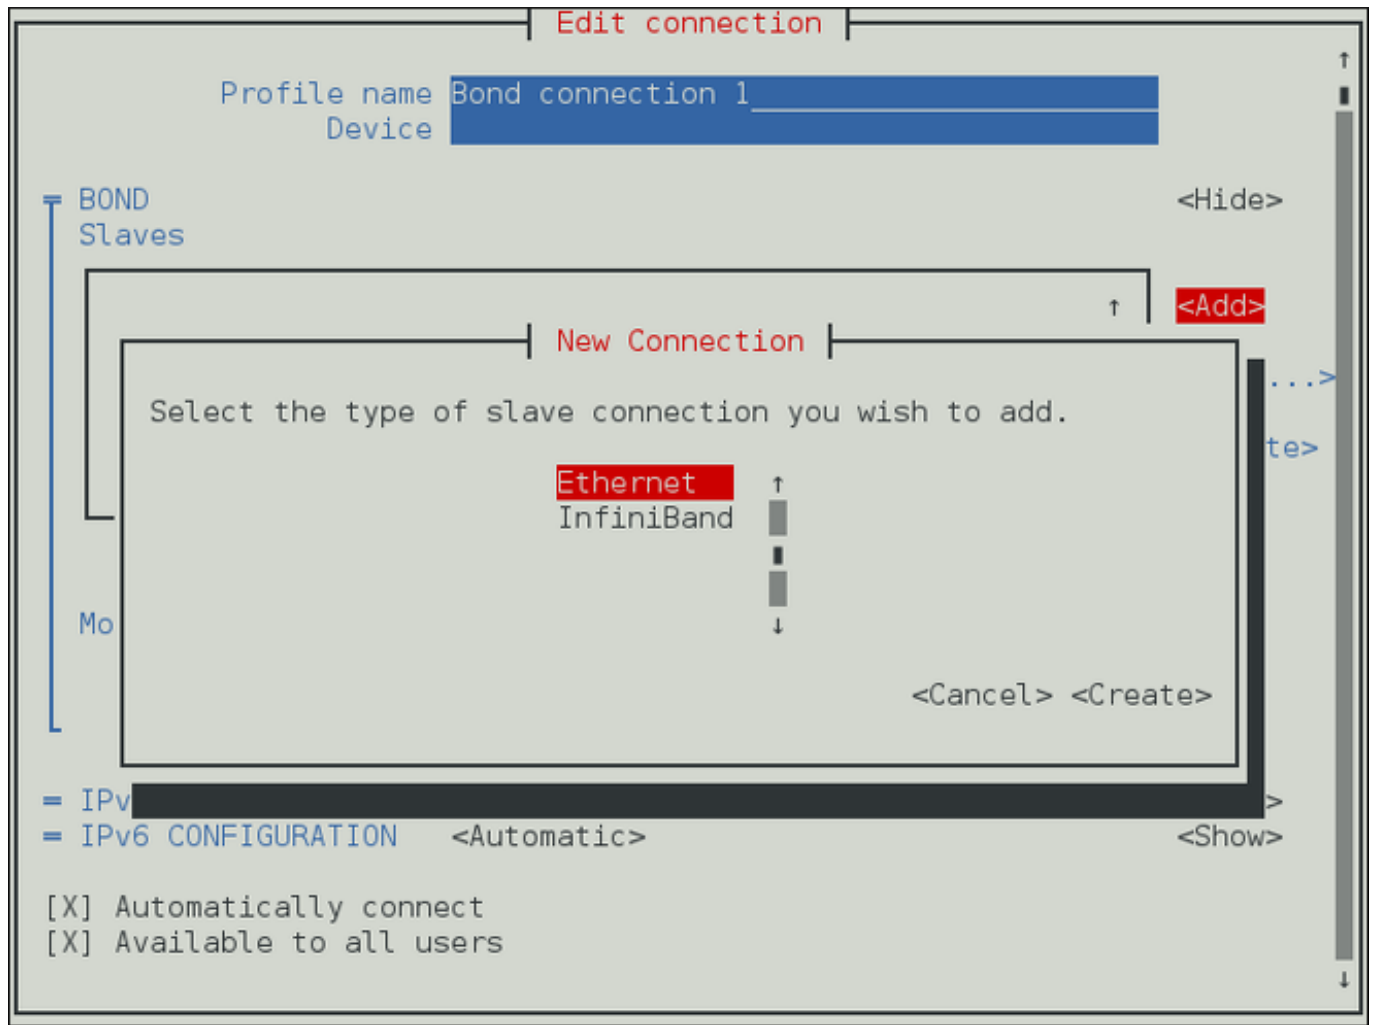 Edit connection
Profile name Bond connection 1
Device
BOND <Hide>
Slaves
<Add>
New Connection
...>
Select the type of slave connection you wish to add.
te>
Ethernet
InfiniBand
Mo
<Cancel> <Create>
= IPv >
= IPv6 CONFIGURATION <Automatic> <Show>
[X] Automatically connect
[X] Available to all users